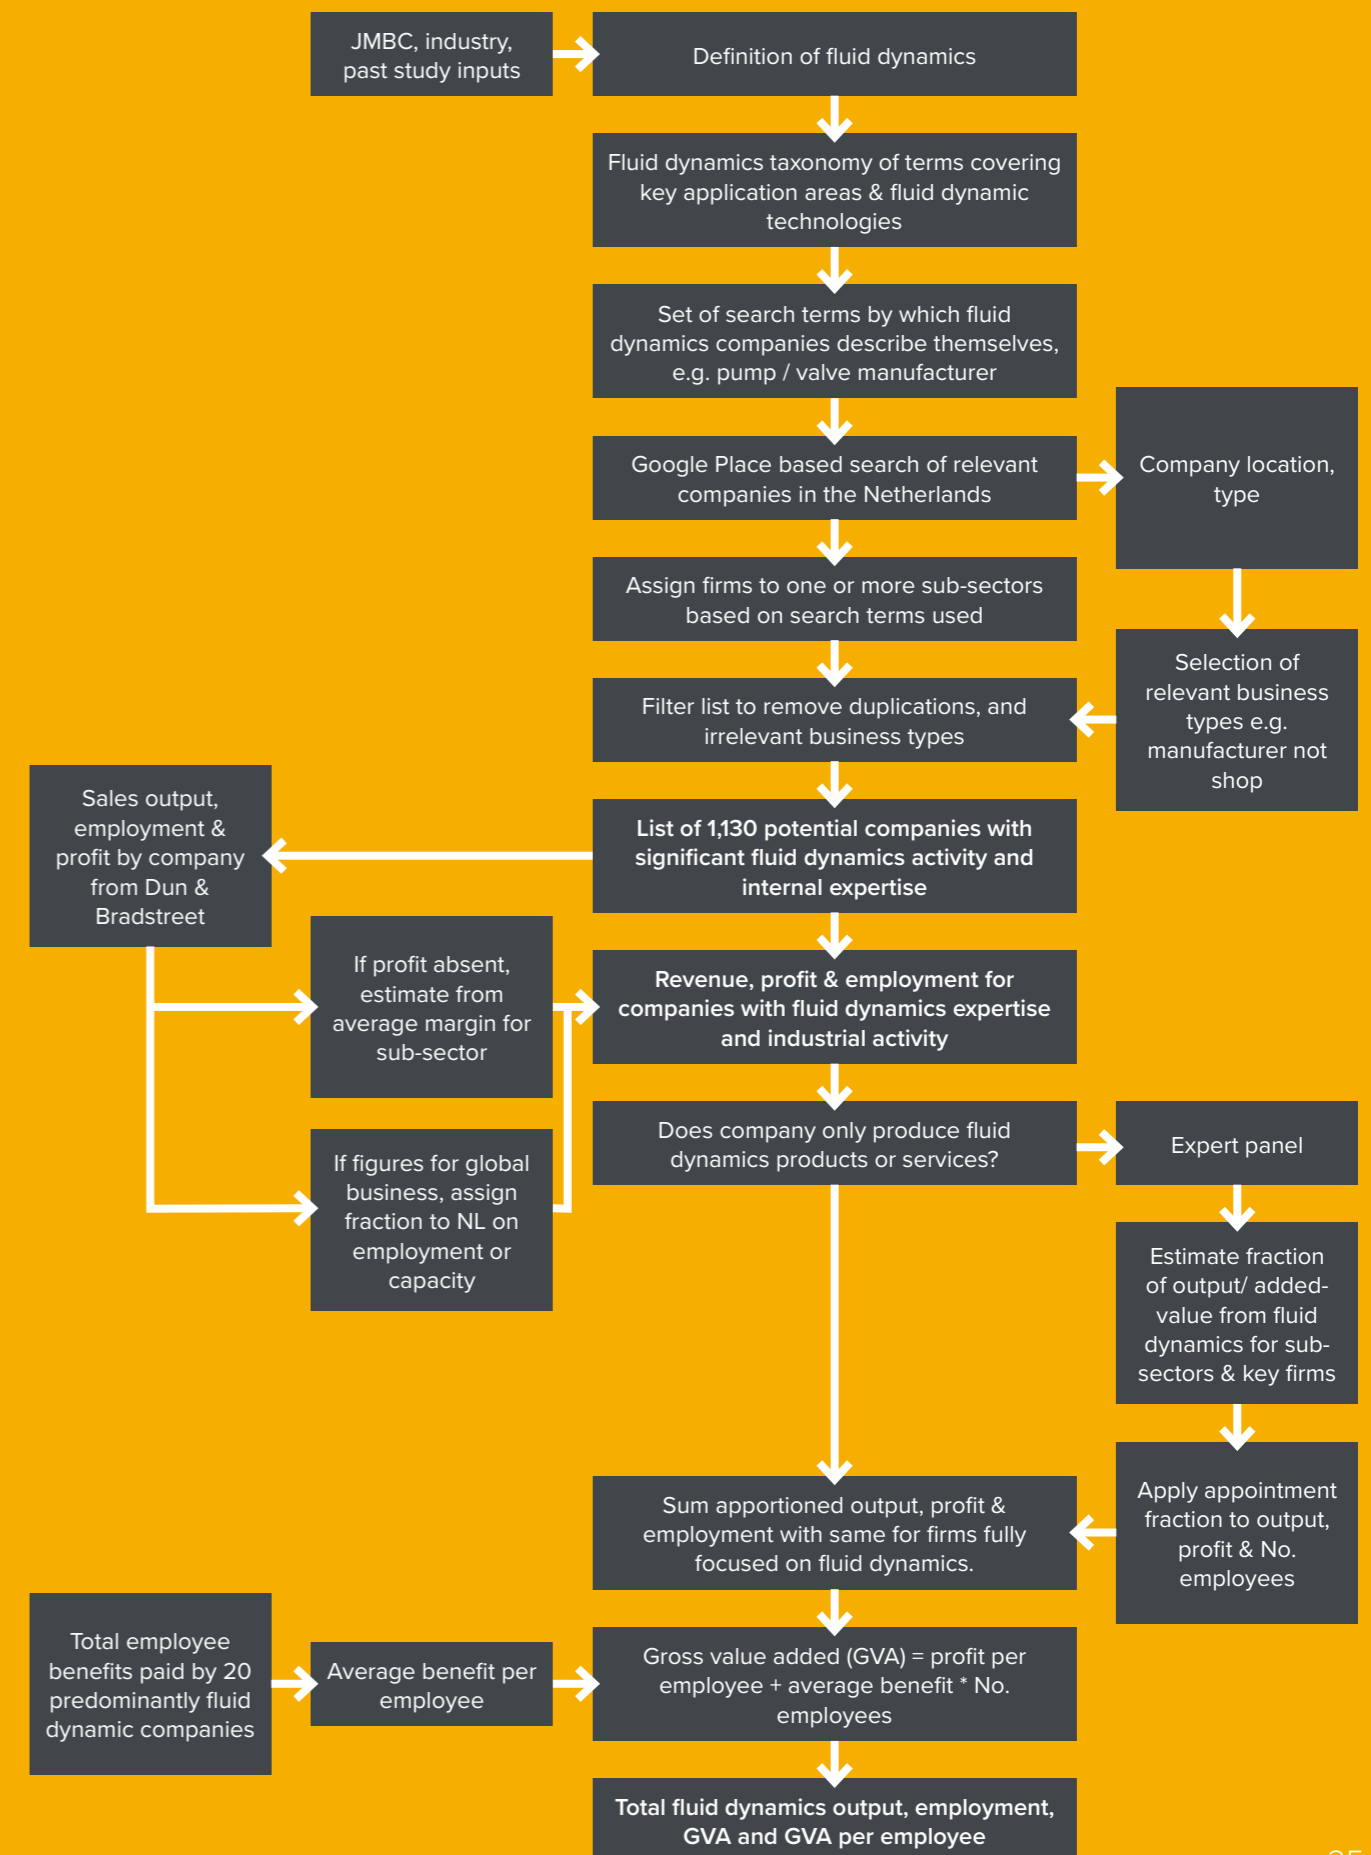 JMBC, industry,
past study inputs
Definition of fluid dynamics
Fluid dynamics taxonomy of terms covering
key application areas & fluid dynamic
technologies
Set of search terms by which fluid
dynamics companies describe themselves,
e.g. pump / valve manufacturer
Google Place based search of relevant
companies in the Netherlands
Company location,
type
Assign firms to one or more sub-sectors
based on search terms used
Selection of
relevant business
types e.g.
manufacturer not
shop
Filter list to remove duplications, and
irrelevant business types
List of 1,130 potential companies with
significant fluid dynamics activity and
internal expertise
Sales output,
employment &
profit by company
from Dun &
Bradstreet
If profit absent,
estimate from
average margin for
sub-sector
Revenue, profit & employment for
companies with fluid dynamics expertise
and industrial activity
If figures for global
business, assign
fraction to NL on
employment or
capacity
Does company only produce fluid
dynamics products or services?
Expert panel
Estimate fraction
of output/ added-
value from fluid
dynamics for sub-
sectors & key firms
Apply appointment
fraction to output,
profit & No.
employees
Sum apportioned output, profit &
employment with same for firms fully
focused on fluid dynamics.
Total employee
benefits paid by 20
predominantly fluid
dynamic companies
Average benefit per
employee
Gross value added (GVA) = profit per
employee + average benefit * No.
employees
Total fluid dynamics output, employment,
GVA and GVA per employee